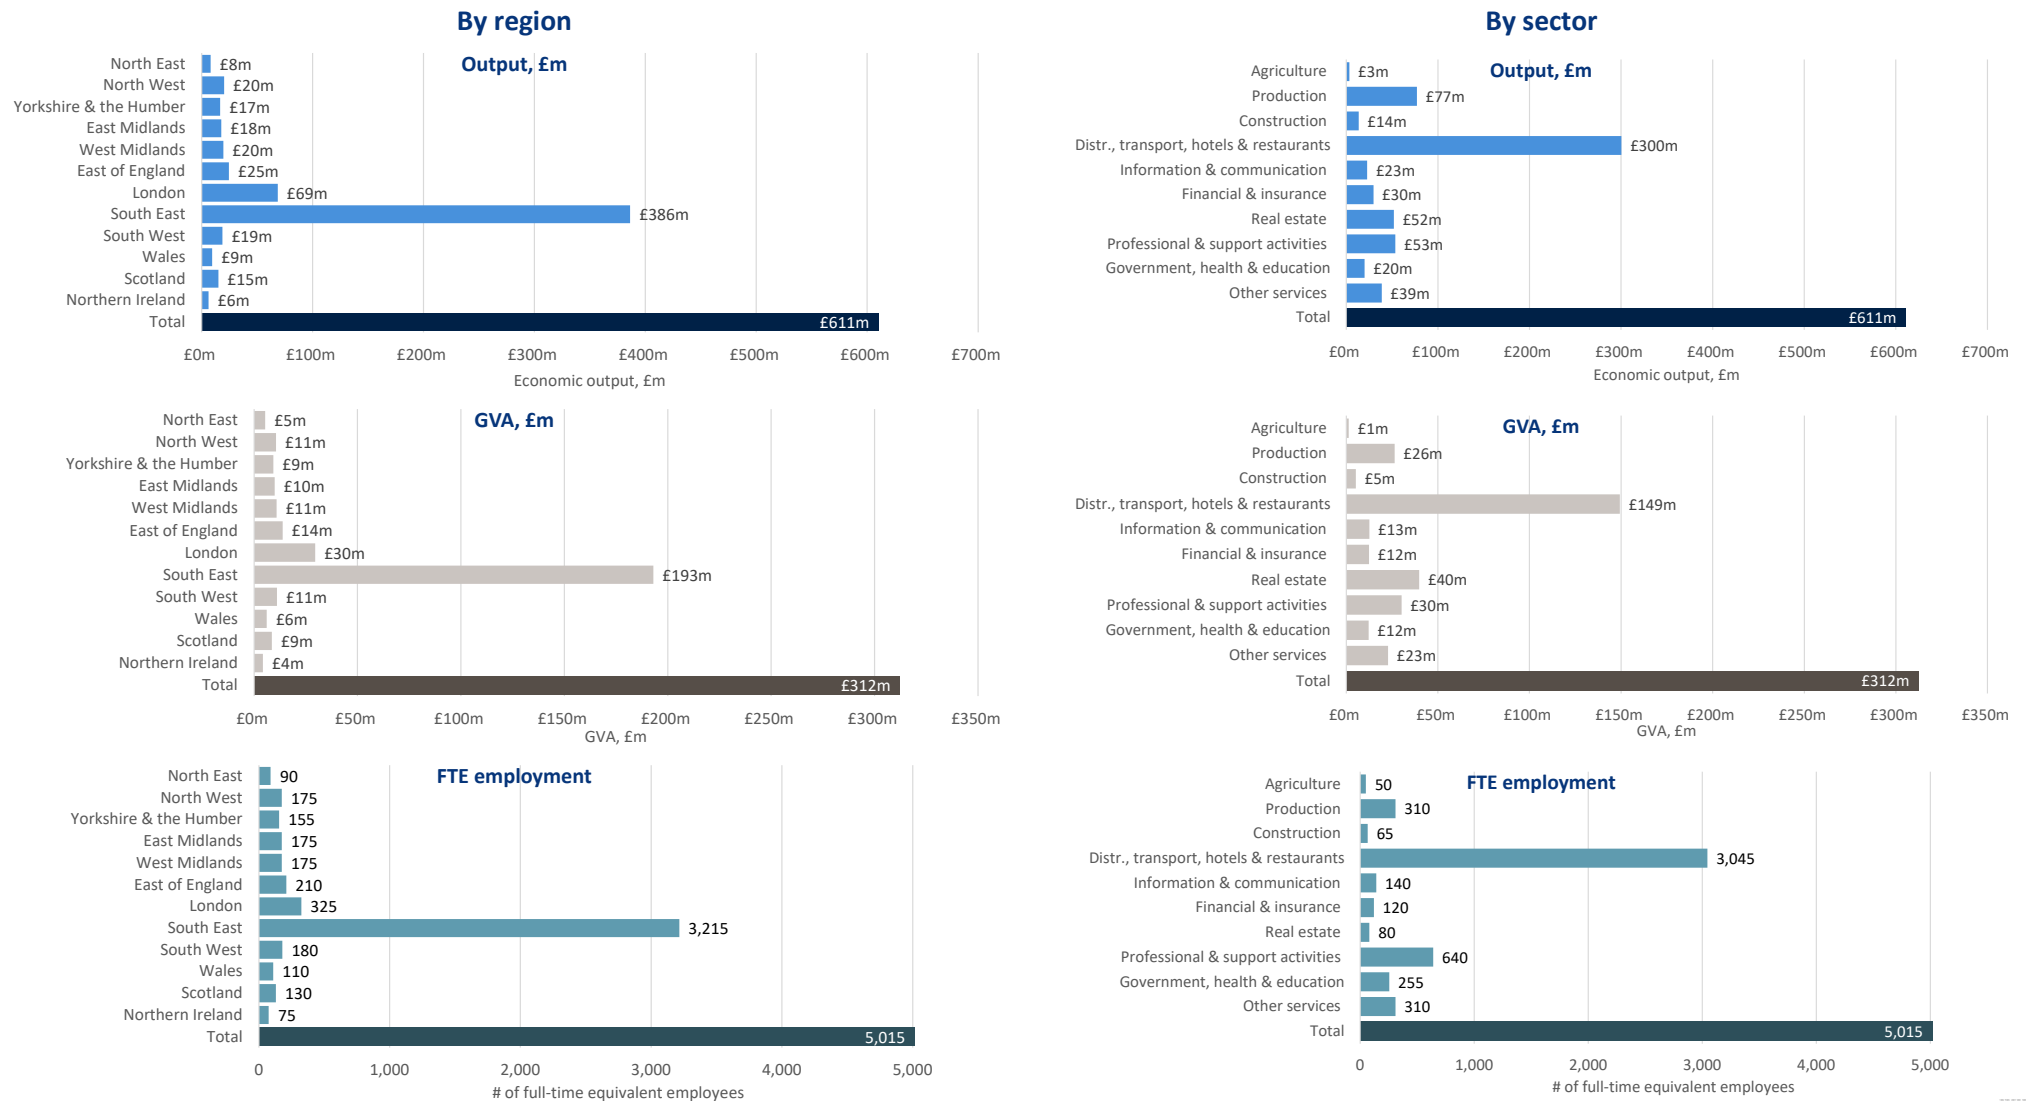 By region
Output, £m
North East £8m
North West £20m
Yorkshire & the Humber £17m
East Midlands £18m
West Midlands £20m
East of England £25m
London £69m
South East £386m
South West £19m
Wales £9m
Scotland £15m
Northern Ireland £6m
Total £611m
£0m £100m £200m £300m £400m £500m £600m £700m
Economic output, £m
GVA, £m
North East £5m
North West £11m
Yorkshire & the Humber £9m
East Midlands £10m
West Midlands £11m
East of England £14m
London £30m
South East £193m
South West £11m
Wales £6m
Scotland £9m
Northern Ireland £4m
Total £312m
£0m £50m £100m £150m £200m £250m £300m £350m
GVA, £m
FTE employment
North East 90
North West 175
Yorkshire & the Humber 155
East Midlands 175
West Midlands 175
East of England 210
London 325
South East 3,215
South West 180
Wales 110
Scotland 130
Northern Ireland 75
Total 5,015
0 1,000 2,000 3,000 4,000 5,000
# of full-time equivalent employees
By sector
Output, £m
Agriculture £3m
Production £77m
Construction £14m
Distr., transport, hotels & restaurants £300m
Information & communication £23m
Financial & insurance £30m
Real estate £52m
Professional & support activities £53m
Government, health & education £20m
Other services £39m
Total £611m
£0m £100m £200m £300m £400m £500m £600m £700m
Economic output, £m
GVA, £m
Agriculture £1m
Production £26m
Construction £5m
Distr., transport, hotels & restaurants £149m
Information & communication £13m
Financial & insurance £12m
Real estate £40m
Professional & support activities £30m
Government, health & education £12m
Other services £23m
Total £312m
£0m £50m £100m £150m £200m £250m £300m £350m
GVA, £m
FTE employment
Agriculture 50
Production 310
Construction 65
Distr., transport, hotels & restaurants 3,045
Information & communication 140
Financial & insurance 120
Real estate 80
Professional & support activities 640
Government, health & education 255
Other services 310
Total 5,015
0 1,000 2,000 3,000 4,000 5,000
# of full-time equivalent employees